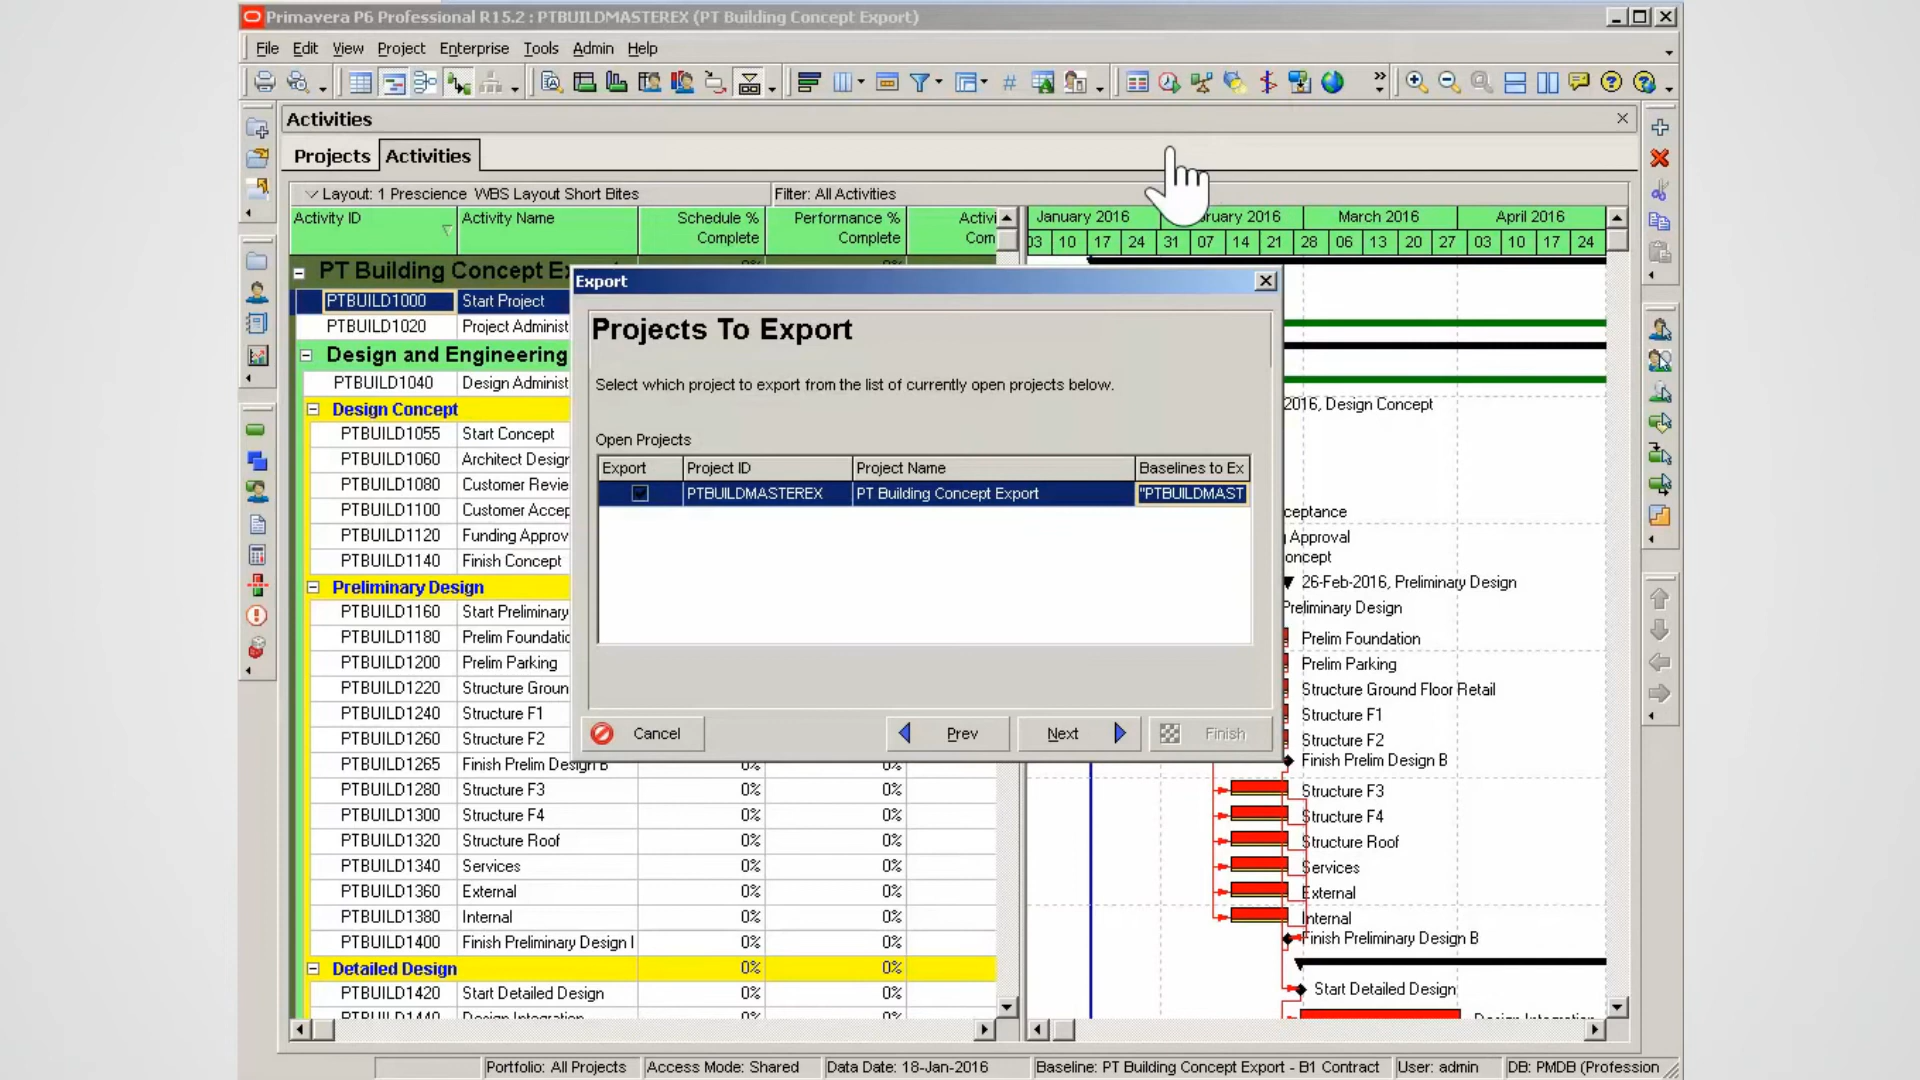 Primavera P6 Professional R15.2 : PTBUILDMASTEREX (PT Building Concept Export)
File Edit View Project Enterprise Tools Admin Help
Activities
Projects Activities
Layout: 1 Prescience WBS Layout Short Bites Filter: All Activities
Activity ID Activity Name Schedule % Complete Performance % Complete Activi Com
January 2016 ruary 2016 March 2016 April 2016
03 10 17 24 31 07 14 21 28 06 13 20 27 03 10 17 24
PT Building Concept Ex
PTBUILD1000 Start Project
PTBUILD1020 Project Administ
Design and Engineering
PTBUILD1040 Design Administ
Design Concept
PTBUILD1055 Start Concept
PTBUILD1060 Architect Design
PTBUILD1080 Customer Revie
PTBUILD1100 Customer Accep
PTBUILD1120 Funding Approv
PTBUILD1140 Finish Concept
Preliminary Design
PTBUILD1160 Start Preliminary
PTBUILD1180 Prelim Foundatio
PTBUILD1200 Prelim Parking
PTBUILD1220 Structure Groun
PTBUILD1240 Structure F1
PTBUILD1260 Structure F2
PTBUILD1265 Finish Prelim Design B 0% 0%
PTBUILD1280 Structure F3 0% 0%
PTBUILD1300 Structure F4 0% 0%
PTBUILD1320 Structure Roof 0% 0%
PTBUILD1340 Services 0% 0%
PTBUILD1360 External 0% 0%
PTBUILD1380 Internal 0% 0%
PTBUILD1400 Finish Preliminary Design I 0% 0%
Detailed Design 0% 0%
PTBUILD1420 Start Detailed Design 0% 0%
PTBUILD1440 Design Integration 0% 0%
Export
Projects To Export
Select which project to export from the list of currently open projects below.
Open Projects
Export Project ID Project Name Baselines to Ex
PTBUILDMASTEREX PT Building Concept Export "PTBUILDMAST
Cancel Prev Next Finish
2016, Design Concept
ceptance
Approval
oncept
26-Feb-2016, Preliminary Design
Preliminary Design
Prelim Foundation
Prelim Parking
Structure Ground Floor Retail
Structure F1
Structure F2
Finish Prelim Design B
Structure F3
Structure F4
Structure Roof
Services
External
Internal
Finish Preliminary Design B
Start Detailed Design
Design Integration
Portfolio: All Projects Access Mode: Shared Data Date: 18-Jan-2016 Baseline: PT Building Concept Export - B1 Contract User: admin DB: PMDB (Profession